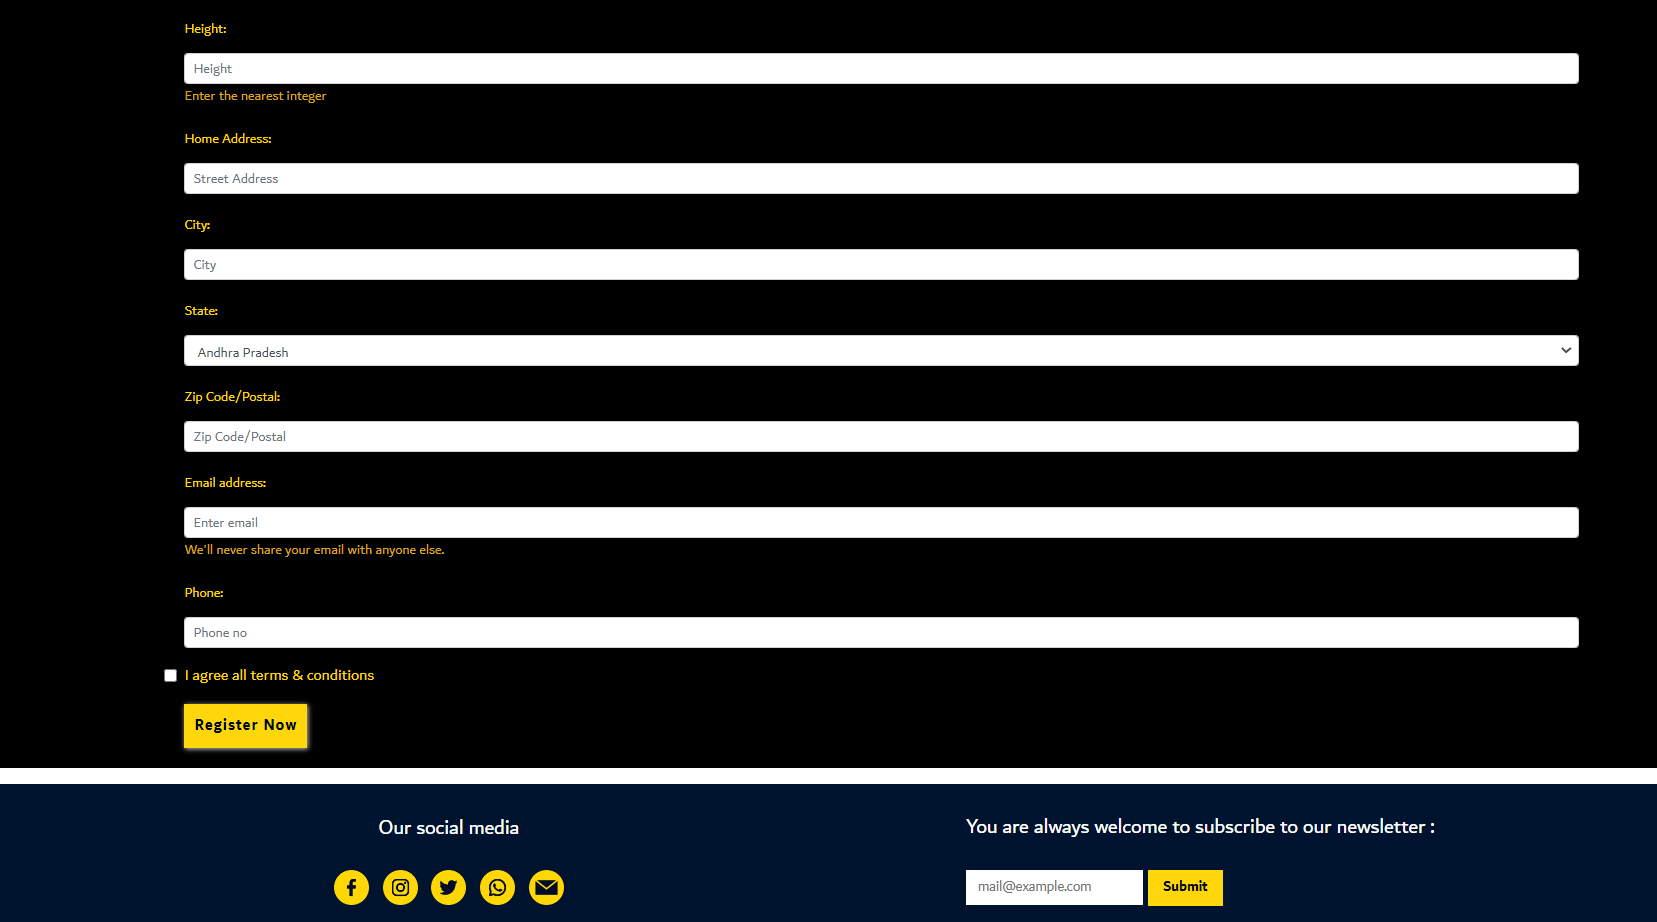 Height:
Height
Enter the nearest integer
Home Address:
Street Address
City:
City
State:
Andhra Pradesh
Zip Code/Postal:
Zip Code/Postal
Email address:
Enter email
We'll never share your email with anyone else.
Phone:
Phone no
I agree all terms & conditions
Register Now
Our social media
You are always welcome to subscribe to our newsletter :
mail@example.com
Submit